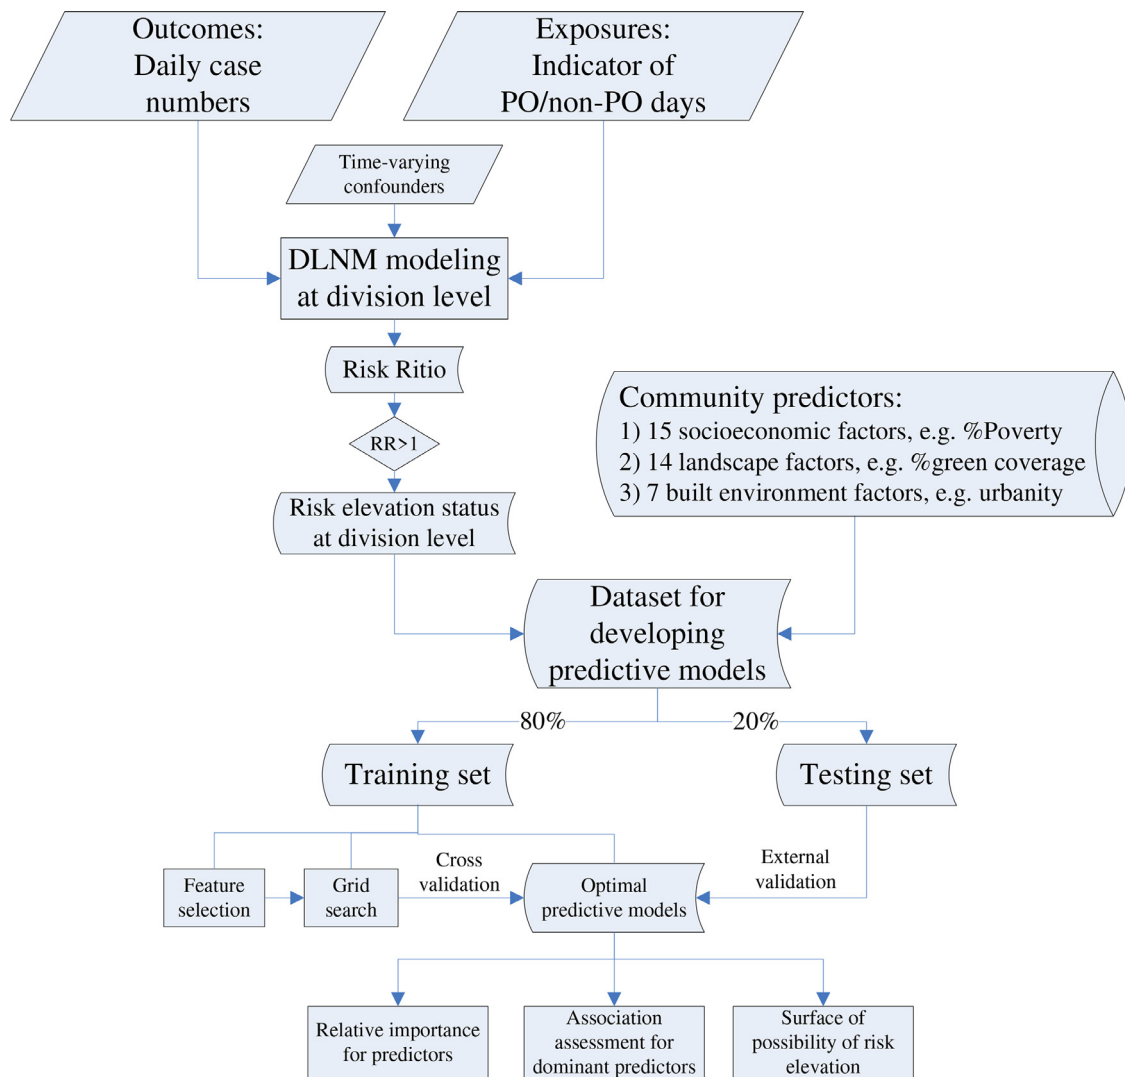 Outcomes:
Daily case
numbers
Exposures:
Indicator of
PO/non-PO days
Time-varying
confounders
DLNM modeling
at division level
Risk Ritio
RR>1
Risk elevation status
at division level
Community predictors:
1) 15 socioeconomic factors, e.g. %Poverty
2) 14 landscape factors, e.g. %green coverage
3) 7 built environment factors, e.g. urbanity
Dataset for
developing
predictive models
80%
20%
Training set
Testing set
Feature
selection
Grid
search
Cross
validation
Optimal
predictive models
External
validation
Relative importance
for predictors
Association
assessment for
dominant predictors
Surface of
possibility of risk
elevation